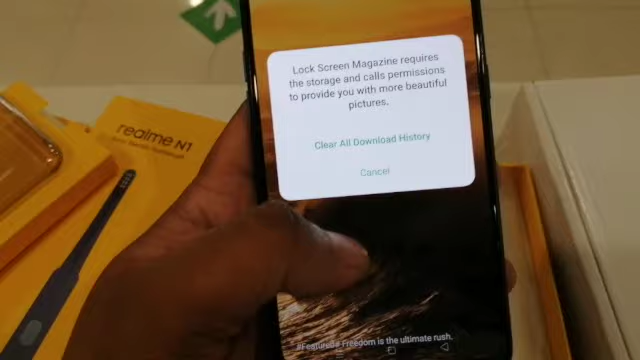 Lock Screen Magazine requires
the storage and calls permissions
to provide you with more beautiful
pictures.
Clear All Download History
Cancel
realme N1
#Featured# Freedom is the ultimate rush.